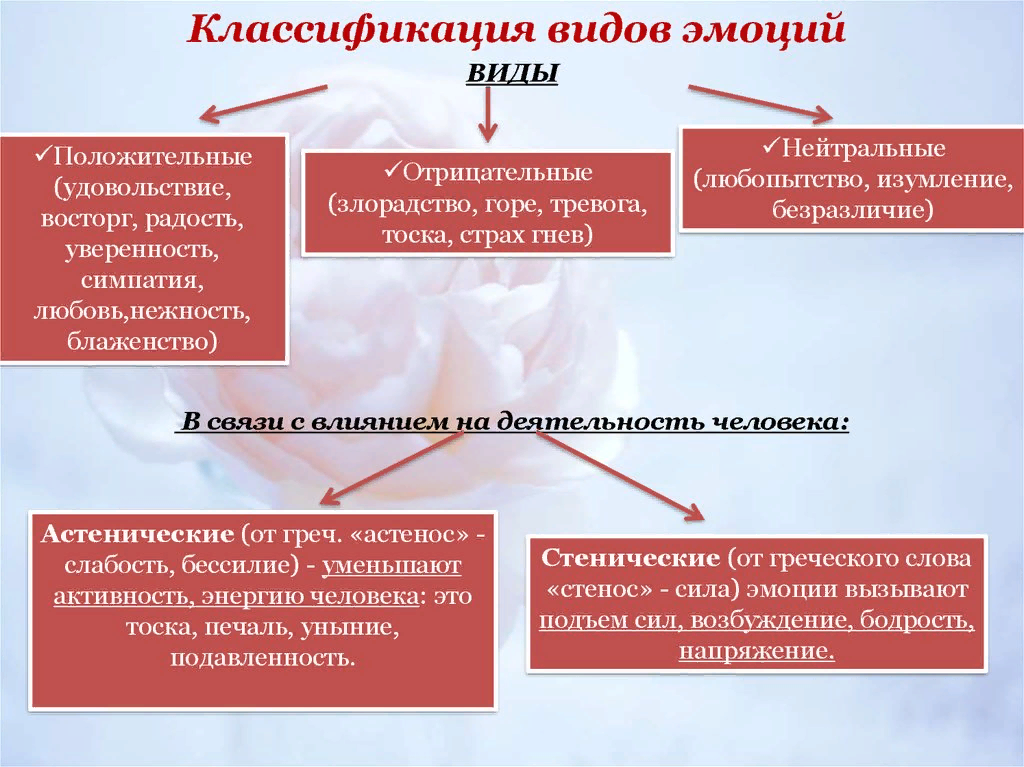 Классификация видов эмоций
ВИДЫ
✓Положительные
(удовольствие,
восторг, радость,
уверенность,
симпатия,
любовь,нежность,
блаженство)
✓Отрицательные
(злорадство, горе, тревога,
тоска, страх гнев)
✓Нейтральные
(любопытство, изумление,
безразличие)
В связи с влиянием на деятельность человека:
Астенические (от греч. «астенос» -
слабость, бессилие) - уменьшают
активность, энергию человека: это
тоска, печаль, уныние,
подавленность.
Стенические (от греческого слова
«стенос» - сила) эмоции вызывают
подъем сил, возбуждение, бодрость,
напряжение.